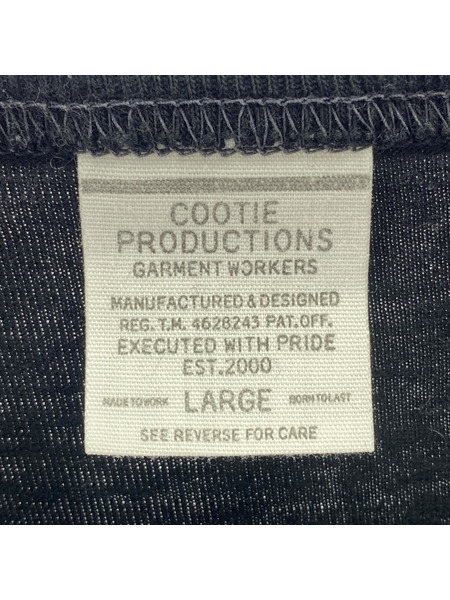 COOTIE
PRODUCTIONS
GARMENT WORKERS
MANUFACTURED & DESIGNED
REG. T.M. 4628243 PAT. OFF.
EXECUTED WITH PRIDE
EST.2000
MADE TO WORK LARGE BORN TO LAST
SEE REVERSE FOR CARE